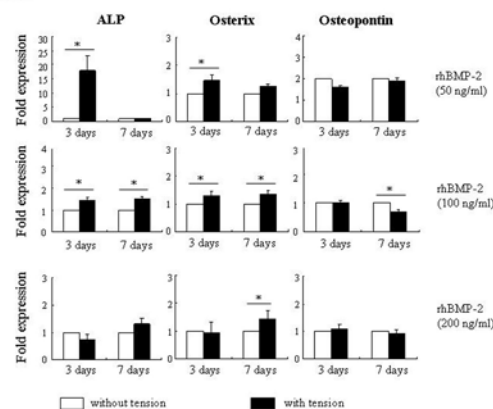 ALP Osterix Osteopontin
Fold expression
30
25
20
15
10
5
0
*
3 days 7 days
3
2
1
0
*
3 days 7 days
4
3
2
1
0
3 days 7 days
rhBMP-2
(50 ng/ml)
Fold expression
4
3
2
1
0
* *
3 days 7 days
3
2
1
0
* *
3 days 7 days
3
2
1
0
*
3 days 7 days
rhBMP-2
(100 ng/ml)
Fold expression
3
2
1
0
3 days 7 days
3
2
1
0
*
3 days 7 days
3
2
1
0
3 days 7 days
rhBMP-2
(200 ng/ml)
without tension with tension